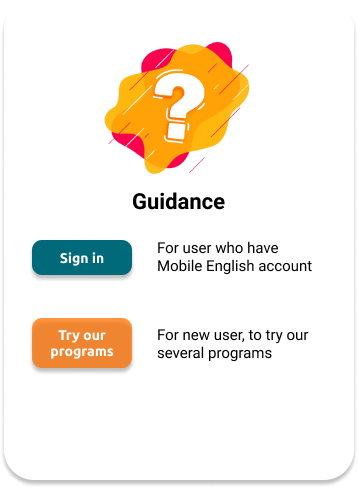 ?
Guidance
Sign in
For user who have
Mobile English account
Try our
programs
For new user, to try our
several programs